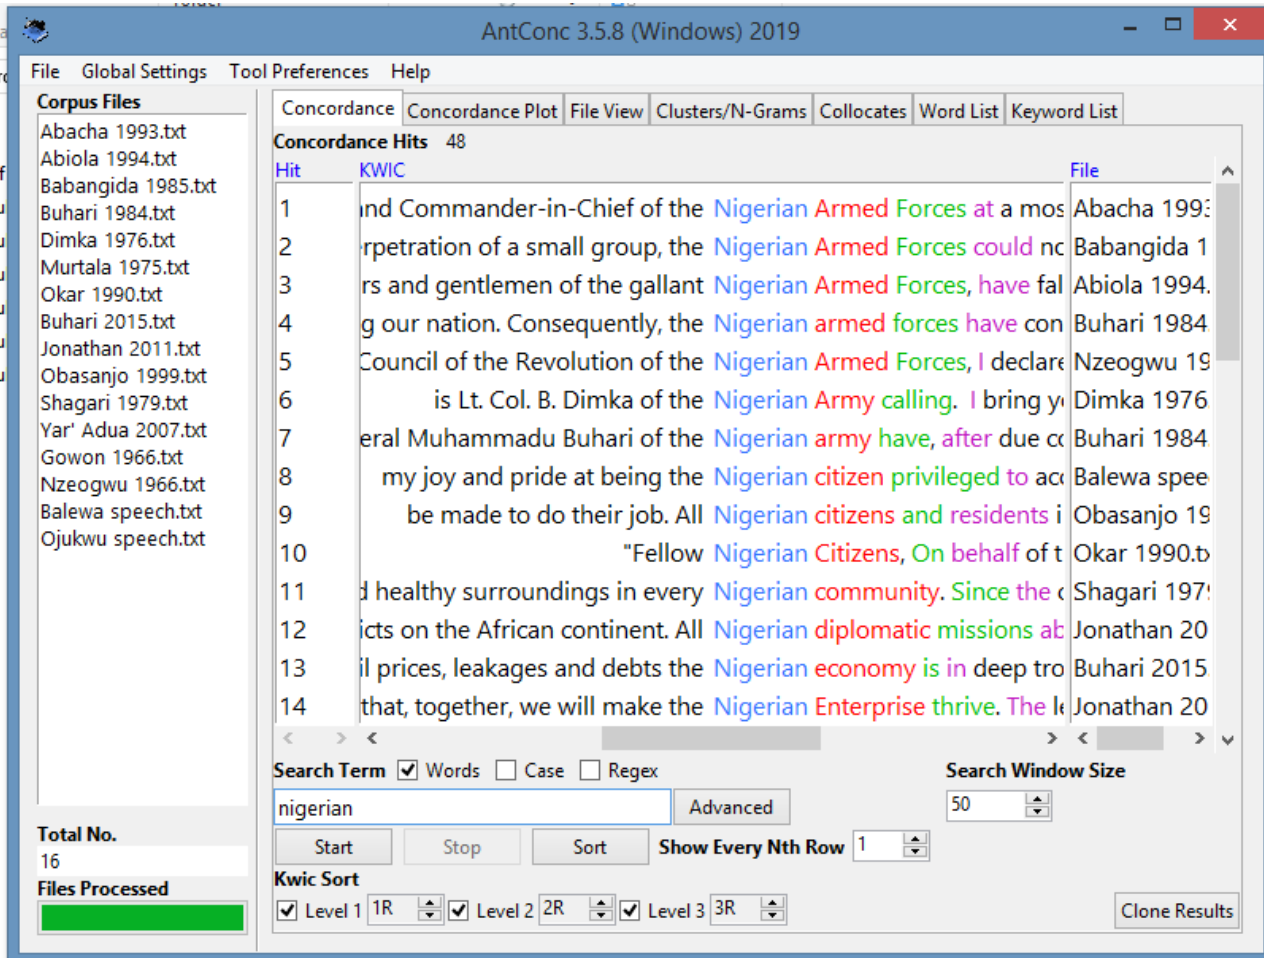 AntConc 3.5.8 (Windows) 2019
File Global Settings Tool Preferences Help
Corpus Files
Abacha 1993.txt
Abiola 1994.txt
Babangida 1985.txt
Buhari 1984.txt
Dimka 1976.txt
Murtala 1975.txt
Okar 1990.txt
Buhari 2015.txt
Jonathan 2011.txt
Obasanjo 1999.txt
Shagari 1979.txt
Yar' Adua 2007.txt
Gowon 1966.txt
Nzeogwu 1966.txt
Balewa speech.txt
Ojukwu speech.txt
Total No.
16
Files Processed
Concordance Concordance Plot File View Clusters/N-Grams Collocates Word List Keyword List
Concordance Hits 48
Hit KWIC File
1 and Commander-in-Chief of the Nigerian Armed Forces at a mos Abacha 1993
2 rpetration of a small group, the Nigerian Armed Forces could no Babangida 1
3 rs and gentlemen of the gallant Nigerian Armed Forces, have fal Abiola 1994.
4 g our nation. Consequently, the Nigerian armed forces have con Buhari 1984
5 Council of the Revolution of the Nigerian Armed Forces, I declare Nzeogwu 19
6 is Lt. Col. B. Dimka of the Nigerian Army calling. I bring yo Dimka 1976
7 eral Muhammadu Buhari of the Nigerian army have, after due co Buhari 1984
8 my joy and pride at being the Nigerian citizen privileged to acc Balewa spee
9 be made to do their job. All Nigerian citizens and residents i Obasanjo 19
10 "Fellow Nigerian Citizens, On behalf of t Okar 1990.tx
11 d healthy surroundings in every Nigerian community. Since the c Shagari 1979
12 icts on the African continent. All Nigerian diplomatic missions ab Jonathan 20
13 il prices, leakages and debts the Nigerian economy is in deep tro Buhari 2015
14 that, together, we will make the Nigerian Enterprise thrive. The le Jonathan 20
Search Term Words Case Regex Search Window Size
nigerian Advanced 50
Start Stop Sort Show Every Nth Row 1
Kwic Sort
Level 1 1R Level 2 2R Level 3 3R Clone Results